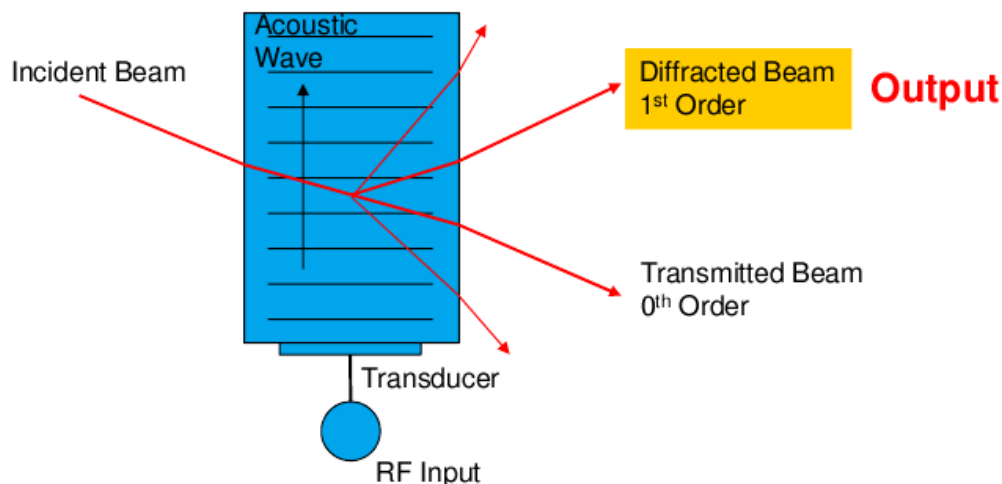 Acoustic
Wave
Incident Beam
Diffracted Beam
1st Order
Output
Transmitted Beam
0th Order
Transducer
RF Input